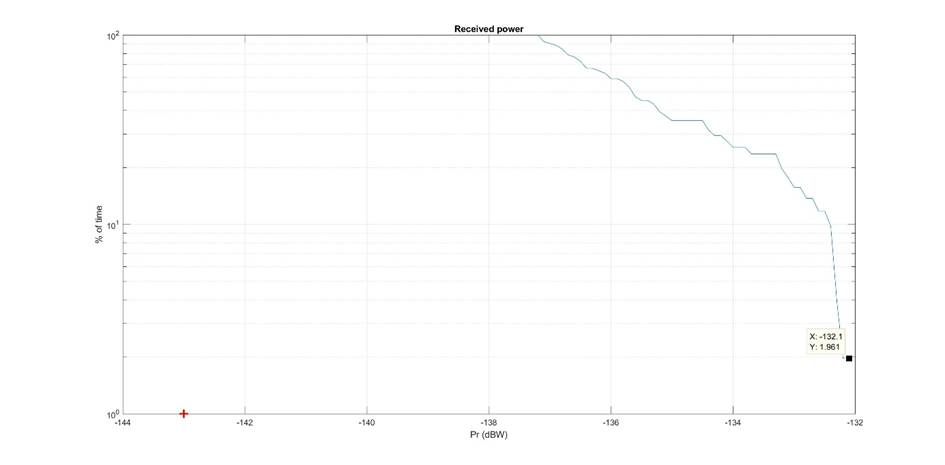 Received power
10²
10¹
10⁰
% of time
X: -132.1
Y: 1.961
-144 -142 -140 -138 -136 -134 -132
Pr (dBW)